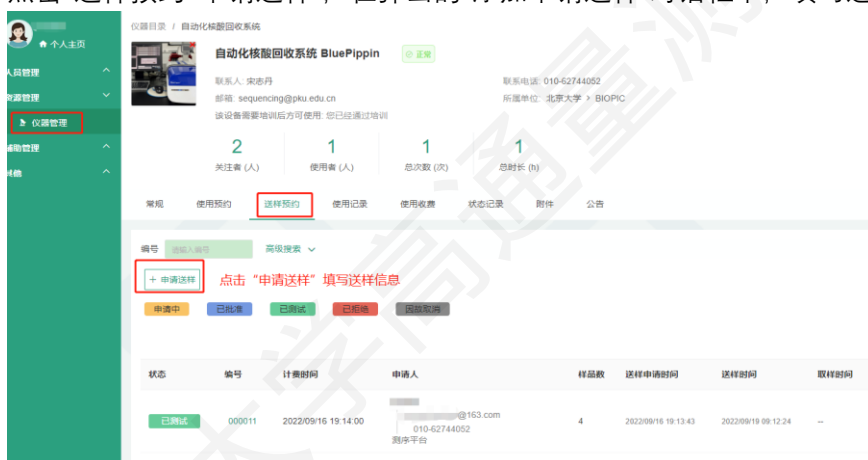 仪器目录 / 自动化核酸回收系统
个人主页
自动化核酸回收系统 BluePippin
正常
人员管理
联系人: 宋志丹
联系电话: 010-62744052
资源管理
邮箱: sequencing@pku.edu.cn
所属单位: 北京大学 > BIOPIC
仪器管理
该设备需要培训后方可使用: 您已经通过培训
辅助管理
2
1
1
1
其他
关注者 (人)
使用者 (人)
总次数 (次)
总时长 (h)
常规
使用预约
送样预约
使用记录
使用收费
状态记录
附件
公告
编号
请输入编号
高级搜索
+ 申请送样
点击“申请送样”填写送样信息
申请中
已批准
已测试
已拒绝
因故取消
状态
编号
计费时间
申请人
样品数
送样申请时间
送样时间
取样时间
已测试
000011
2022/09/16 19:14:00
@163.com
010-62744052
测序平台
4
2022/09/16 19:13:43
2022/09/19 09:12:24
--
大学高通量测